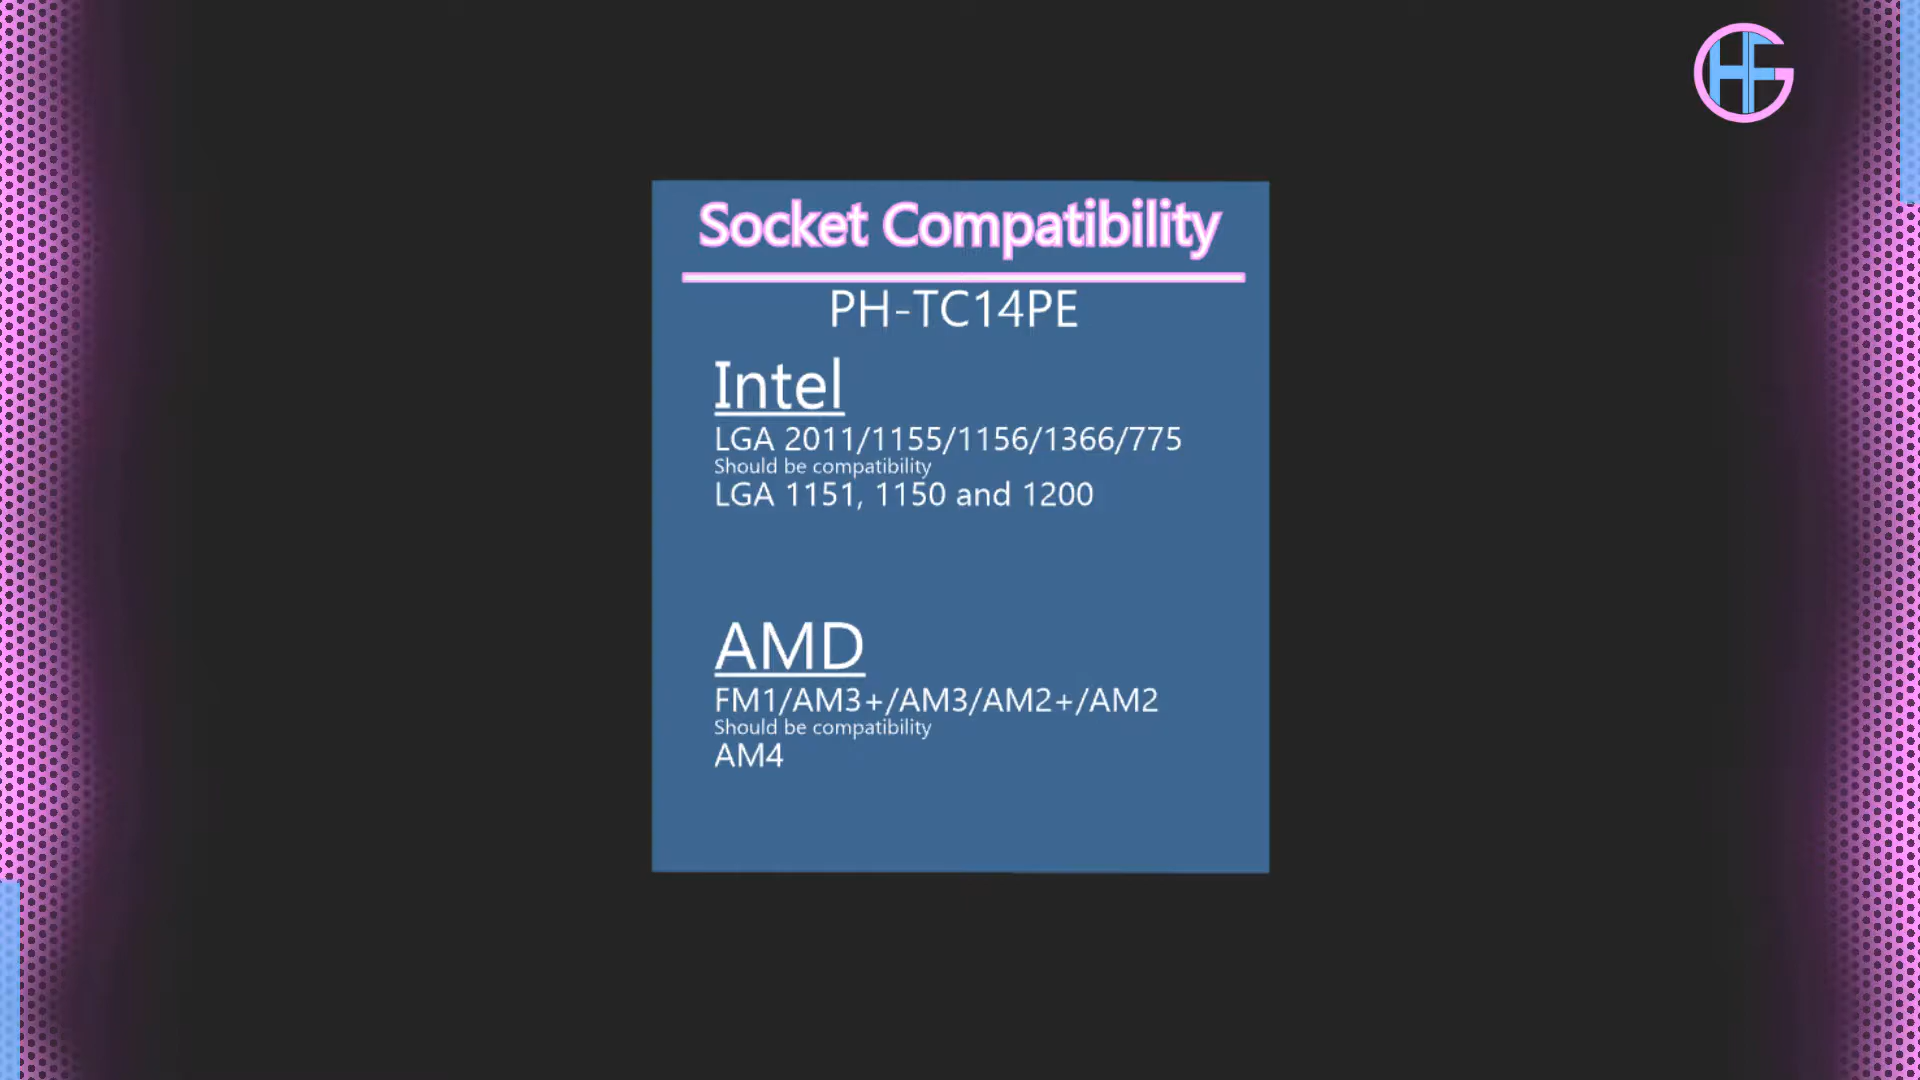 Socket Compatibility
PH-TC14PE
Intel
LGA 2011/1155/1156/1366/775
Should be compatibility
LGA 1151, 1150 and 1200
AMD
FM1/AM3+/AM3/AM2+/AM2
Should be compatibility
AM4